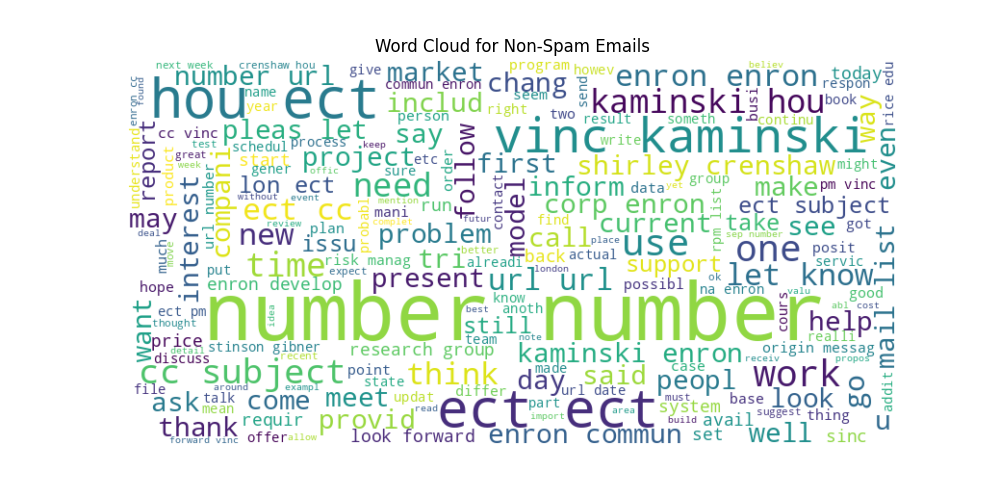 Word Cloud for Non-Spam Emails
next week
crenshaw hou
number url
give
market
commun enron
program
howev
believ
chang
seem
send
enron enron
today
respon
rice edu
enron cc
found
hou ect
name
year
includ
person
right
two
kaminski hou
busi
book
way
even
cc vinc
report
understand
product
test
great
week
pleas let
schedul
process
say
etc
order
follow
vinc kaminski
result
someth
continu
write
keep
project
start
gener
offic
sure
first
contact
shirley crenshaw
might
compani
url number
lon ect
without
event
need
run
model
inform
data
group
yet
make
pm vinc
may
deal
interest
ect cc
review
mani
probabl
futur
mention
complet
corp enron
find
current
take
rpm list
ect subject
see
got
much
move
new
issu
plan
problem
call
back
place
actual
use
sep number
one
posit
servic
mail list
put
time
risk manag
expect
tri
alreadi
better
london
support
ok
na enron
let know
valu
good
hope
enron develop
present
url url
possibl
abl
cost
ect pm
thought
want
number number
idea
know
best
anoth
note
still
team
cours
help
realli
price
discuss
detail
stinson gibner
recent
research group
kaminski enron
made
case
receiv
origin messag
propos
cc subject
point
state
think
differ
day
url date
said
peopl
must
base
work
look
suggest
thing
go
addit
file
talk
mean
around
exampl
ask
come
meet
updat
read
ect ect
part
import
area
system
build
avail
u
thank
forward vinc
requir
offer
allow
provid
look forward
enron commun
set
well
sinc